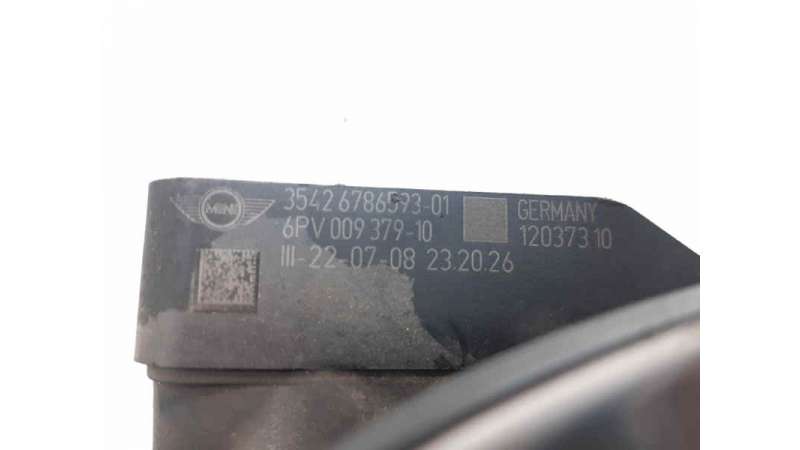 MINI
3542 6786593-01
6PV 009 379-10
III-22-07-08 23.20.26
GERMANY
12037310